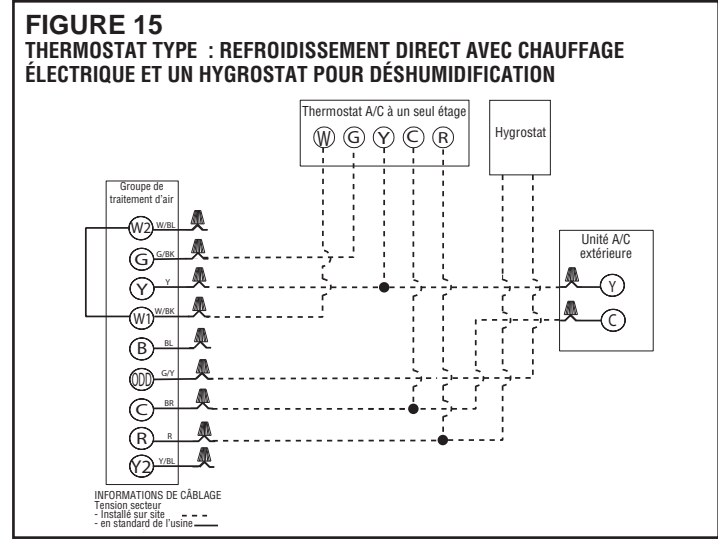 FIGURE 15
THERMOSTAT TYPE : REFROIDISSEMENT DIRECT AVEC CHAUFFAGE
ÉLECTRIQUE ET UN HYGROSTAT POUR DÉSHUMIDIFICATION
Thermostat A/C à un seul étage
W G Y C R
Hygrostat
Groupe de
traitement d'air
W2 W/BL
G G/BK
Y Y
W1 W/BK
B BL
ODD G/Y
C BR
R R
Y2 Y/BL
Unité A/C
extérieure
Y
C
INFORMATIONS DE CÂBLAGE
Tension secteur
- Installé sur site
- en standard de l'usine